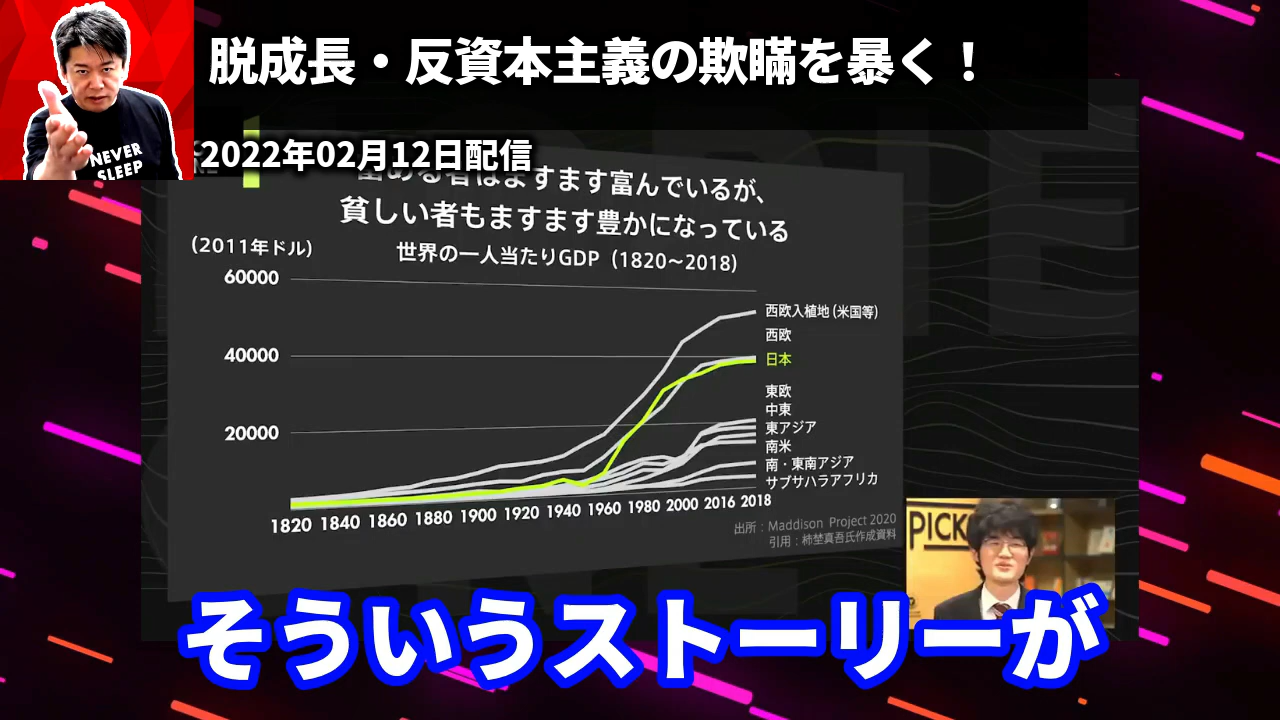 脱成長・反資本主義の欺瞞を暴く！
NEVER
SLEEP
2022年02月12日配信
富める者はますます富んでいるが、
貧しい者もますます豊かになっている
(2011年ドル)
世界の一人当たりGDP (1820〜2018)
60000
40000
20000
西欧入植地 (米国等)
西欧
日本
東欧
中東
東アジア
南米
南・東南アジア
サブサハラアフリカ
1820 1840 1860 1880 1900 1920 1940 1960 1980 2000 2016 2018
出所：Maddison Project 2020
引用：柿埜真吾氏作成資料
PICK
そういうストーリーが